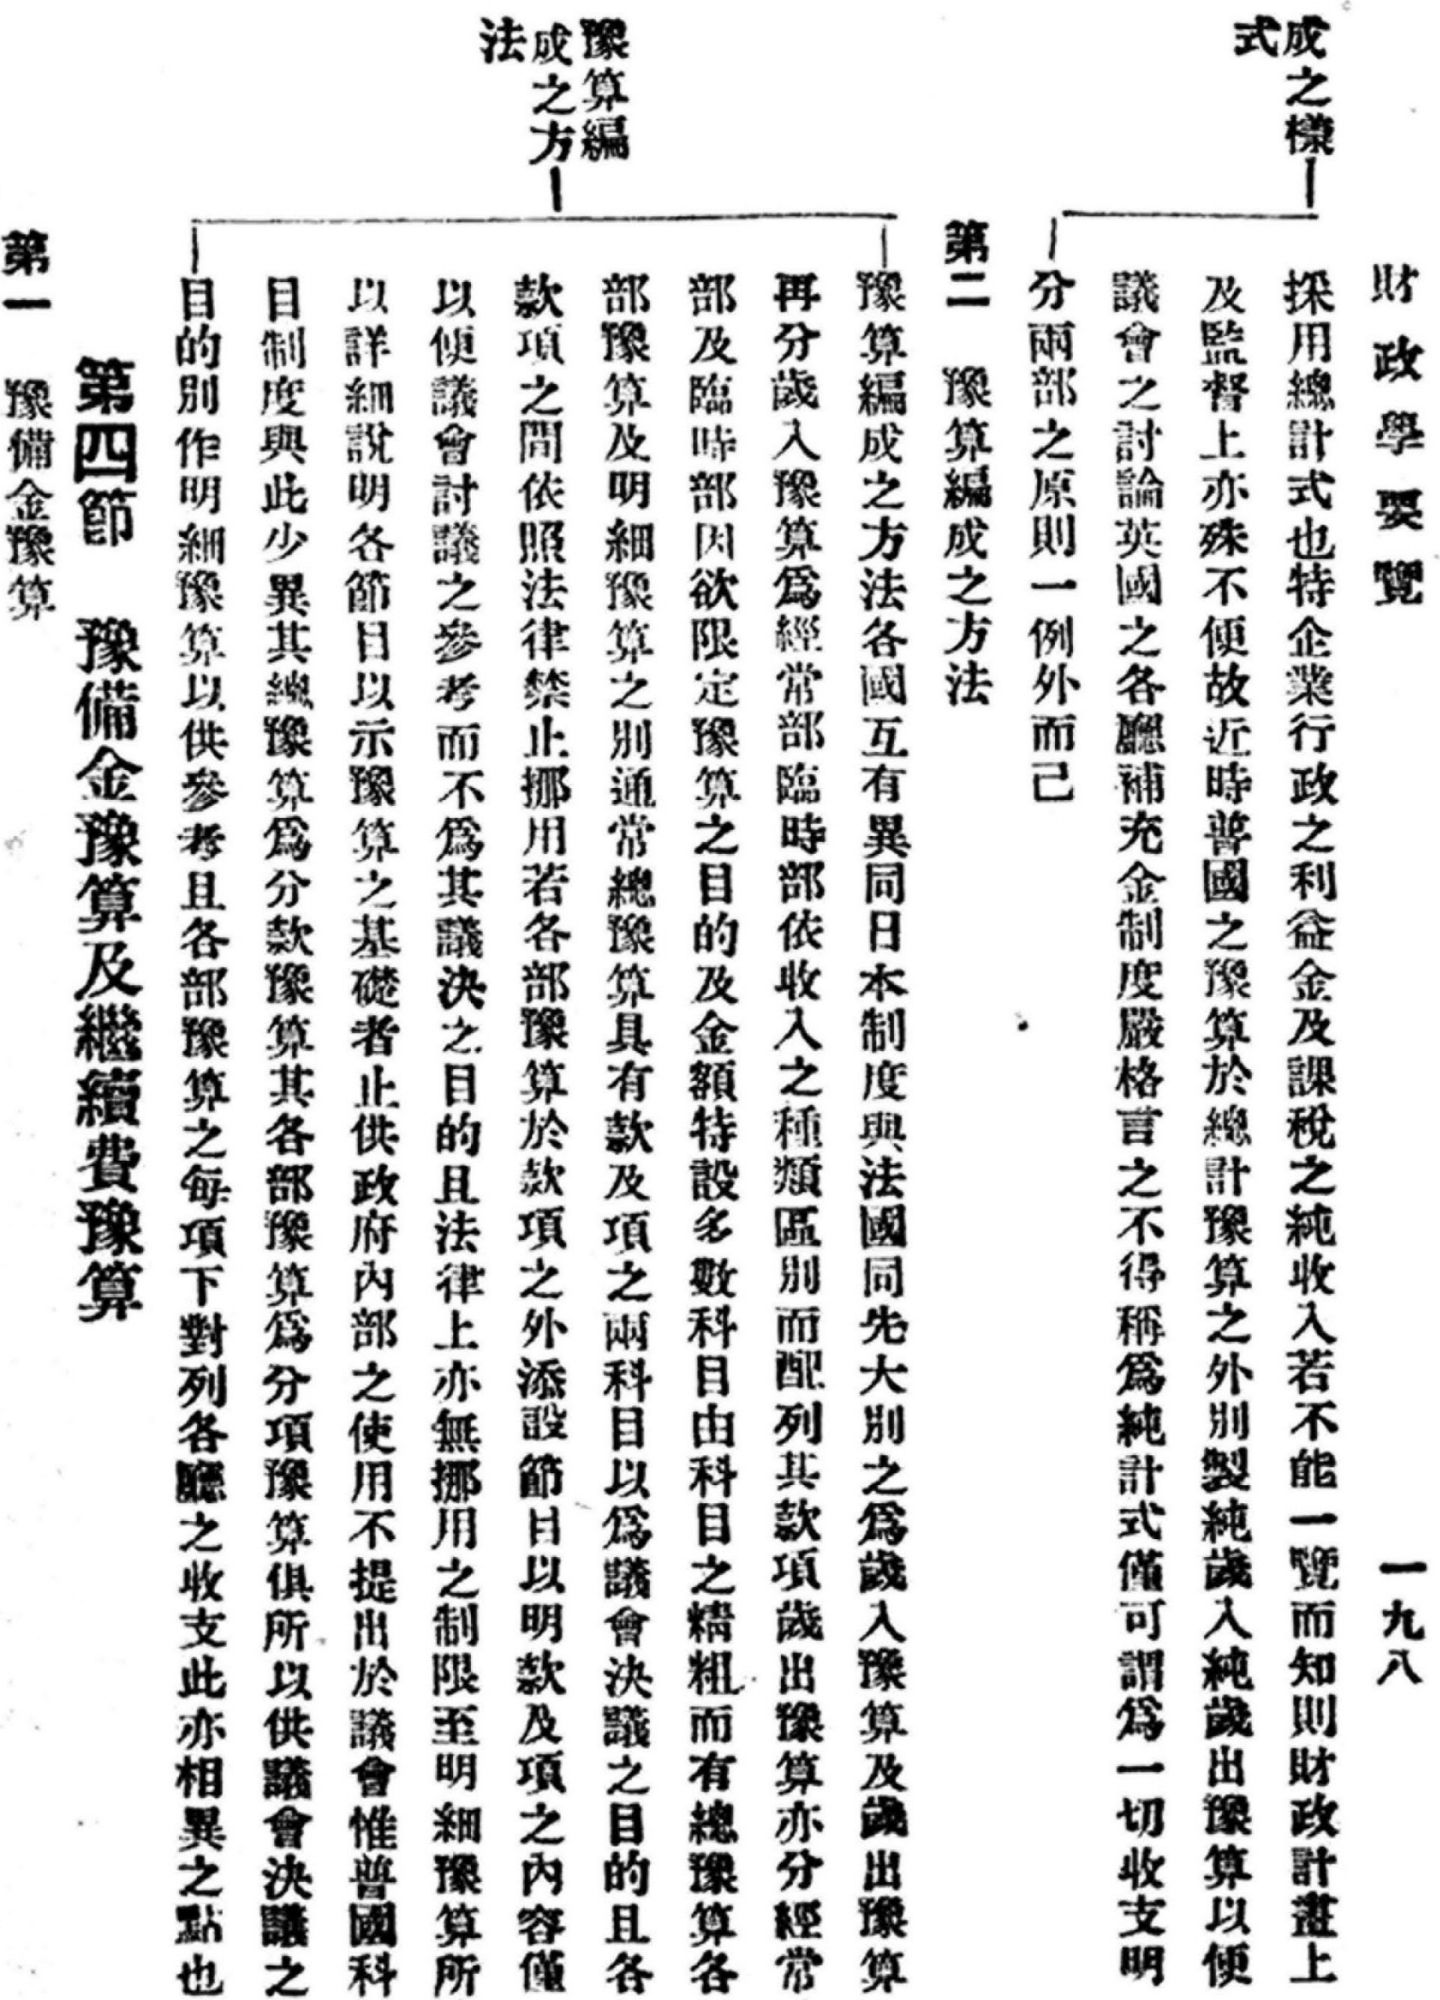 財政學要覽
一九八
成之樣
式
採用總計式也特企業行政之利益金及課稅之純收入若不能一覽而知則財政計畫上
及監督上亦殊不便故近時普國之豫算於總計豫算之外別製純歲入純歲出豫算以便
議會之討論英國之各廳補充金制度嚴格言之不得稱爲純計式僅可謂爲一切收支明
分兩部之原則一例外而已
第二　豫算編成之方法
豫算編
成之方
法
豫算編成之方法各國互有異同日本制度與法國同先大別之爲歲入豫算及歲出豫算
再分歲入豫算爲經常部臨時部依收入之種類區別而配列其款項歲出豫算亦分經常
部及臨時部因欲限定豫算之目的及金額特設多數科目由科目之精粗而有總豫算各
部豫算及明細豫算之別通常總豫算具有款及項之兩科目以爲議會決議之目的且各
款項之間依照法律禁止挪用若各部豫算於款項之外添設節目以明款及項之內容僅
以便議會討議之參考而不爲其議決之目的且法律上亦無挪用之制限至明細豫算所
以詳細說明各節目以示豫算之基礎者止供政府內部之使用不提出於議會惟普國科
目制度與此少異其總豫算爲分款豫算其各部豫算爲分項豫算俱所以供議會決議之
目的別作明細豫算以供參考且各部豫算之每項下對列各廳之收支此亦相異之點也
第四節　豫備金豫算及繼續費豫算
第一　豫備金豫算